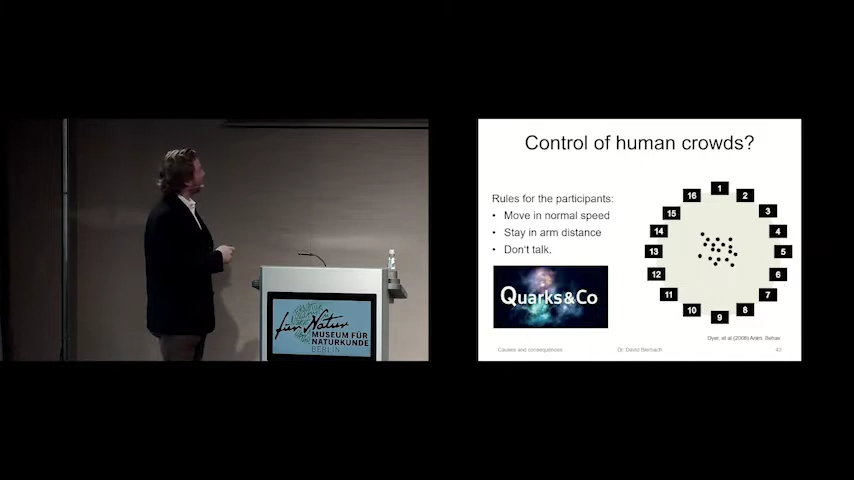 für Natur
MUSEUM FÜR
NATURKUNDE
BERLIN
Control of human crowds?
Rules for the participants:
• Move in normal speed
• Stay in arm distance
• Don't talk.
Quarks&Co
1
2
3
4
5
6
7
8
9
10
11
12
13
14
15
16
Dyer, et al.(2008) Anim. Behav.
Causes and consequences
Dr. David Bierbach
43